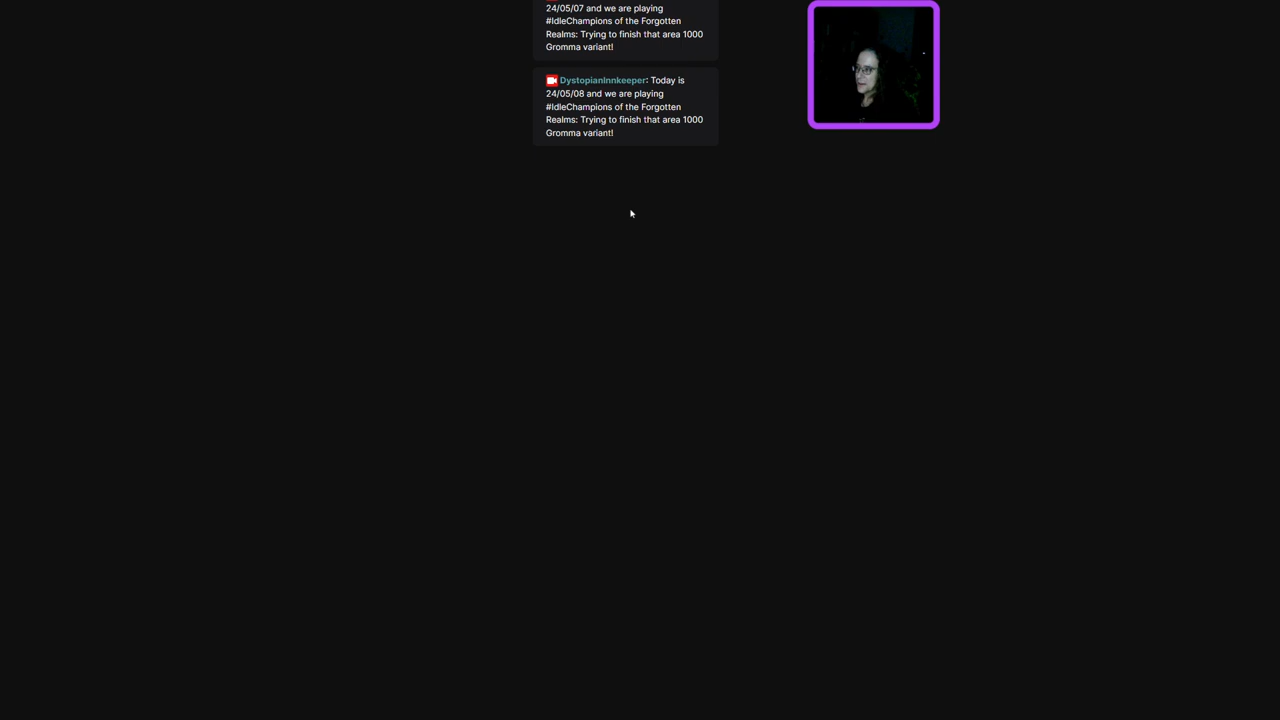 24/05/07 and we are playing
#IdleChampions of the Forgotten
Realms: Trying to finish that area 1000
Gromma variant!
DystopianInnkeeper: Today is
24/05/08 and we are playing
#IdleChampions of the Forgotten
Realms: Trying to finish that area 1000
Gromma variant!